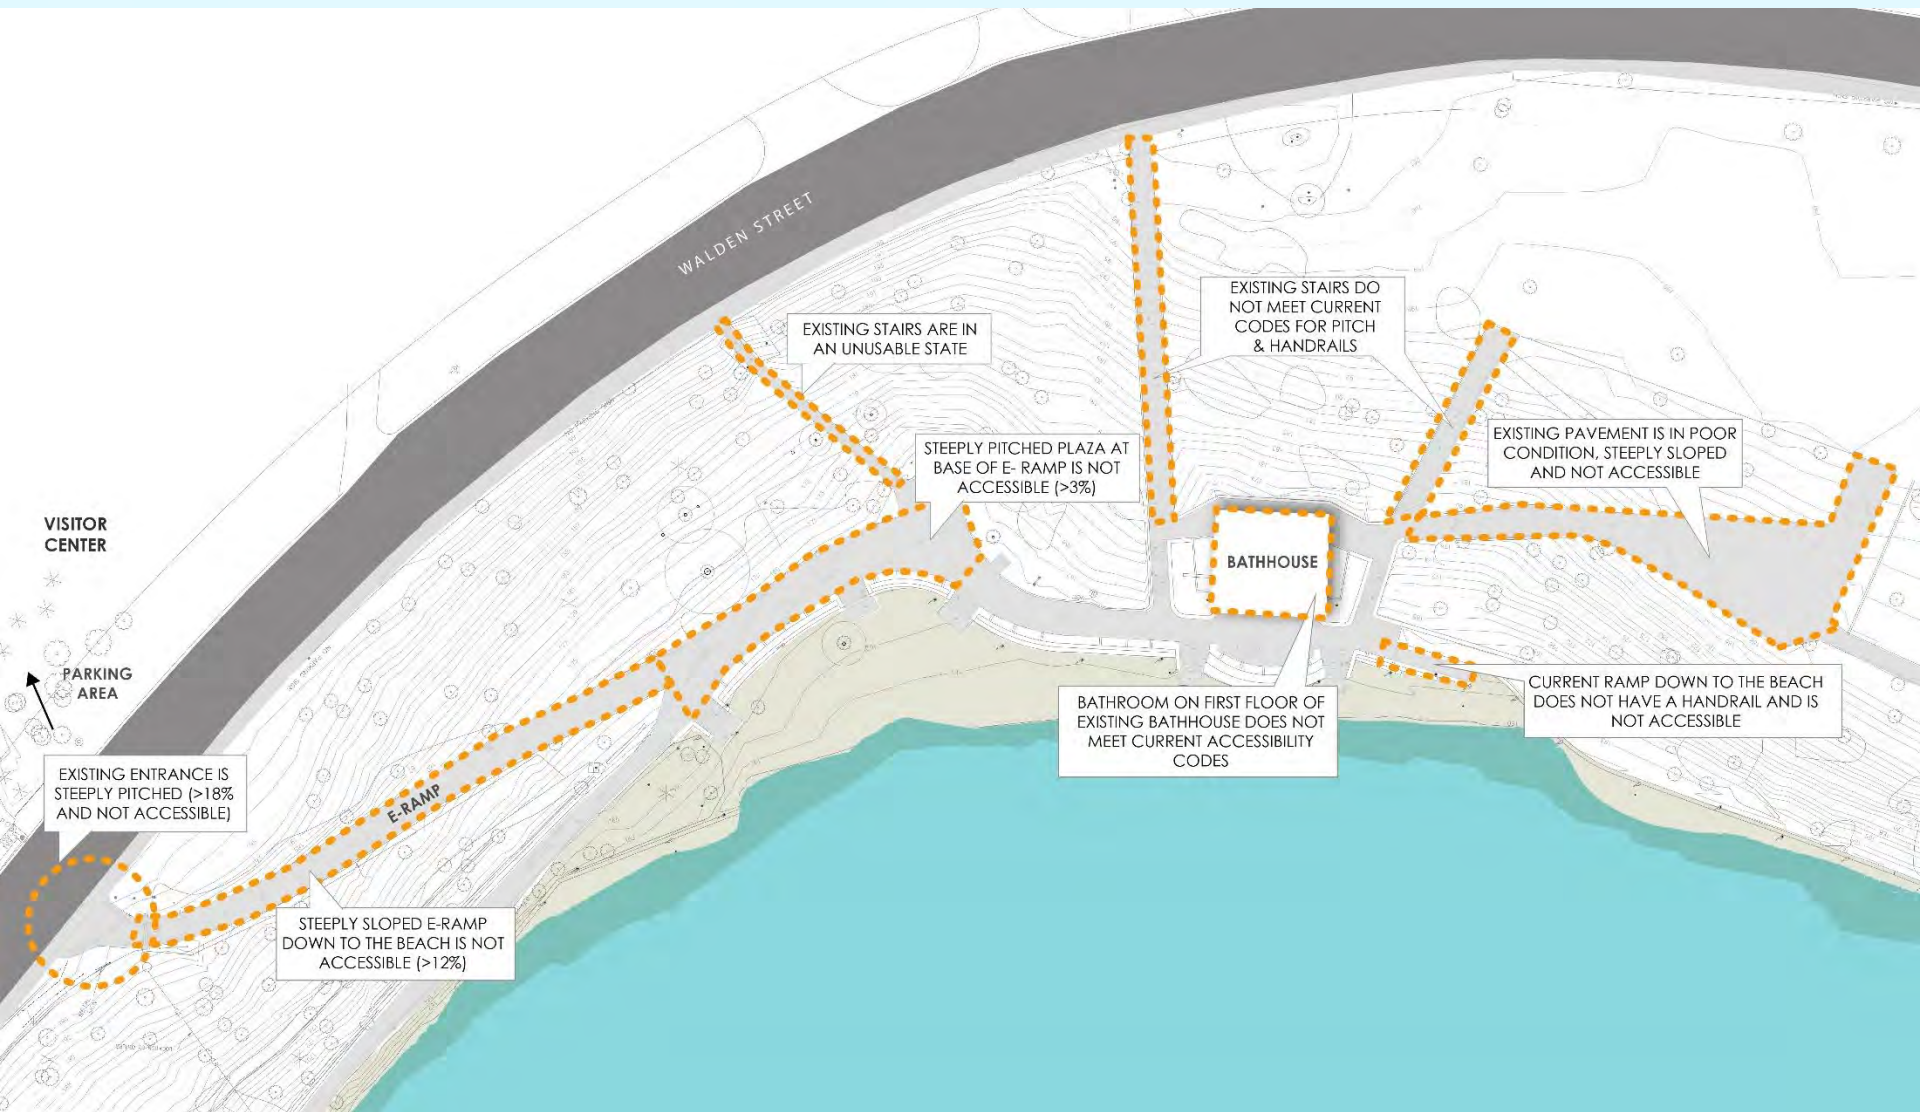 WALDEN STREET
EXISTING STAIRS DO
NOT MEET CURRENT
CODES FOR PITCH
& HANDRAILS
EXISTING STAIRS ARE IN
AN UNUSABLE STATE
STEEPLY PITCHED PLAZA AT
BASE OF E- RAMP IS NOT
ACCESSIBLE (>3%)
EXISTING PAVEMENT IS IN POOR
CONDITION, STEEPLY SLOPED
AND NOT ACCESSIBLE
VISITOR
CENTER
BATHHOUSE
PARKING
AREA
CURRENT RAMP DOWN TO THE BEACH
DOES NOT HAVE A HANDRAIL AND IS
NOT ACCESSIBLE
BATHROOM ON FIRST FLOOR OF
EXISTING BATHHOUSE DOES NOT
MEET CURRENT ACCESSIBILITY
CODES
EXISTING ENTRANCE IS
STEEPLY PITCHED (>18%
AND NOT ACCESSIBLE)
E-RAMP
STEEPLY SLOPED E-RAMP
DOWN TO THE BEACH IS NOT
ACCESSIBLE (>12%)